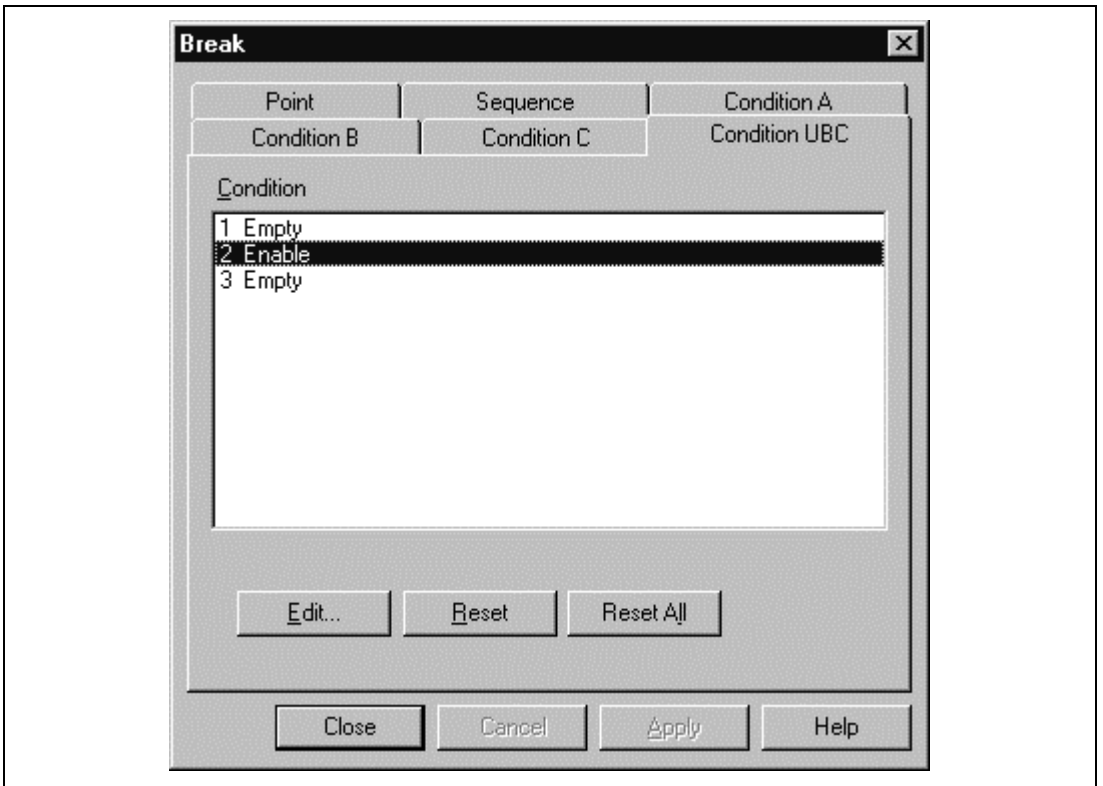 Break
Point Sequence Condition A
Condition B Condition C Condition UBC
Condition
1 Empty
2 Enable
3 Empty
Edit... Reset Reset All
Close Cancel Apply Help